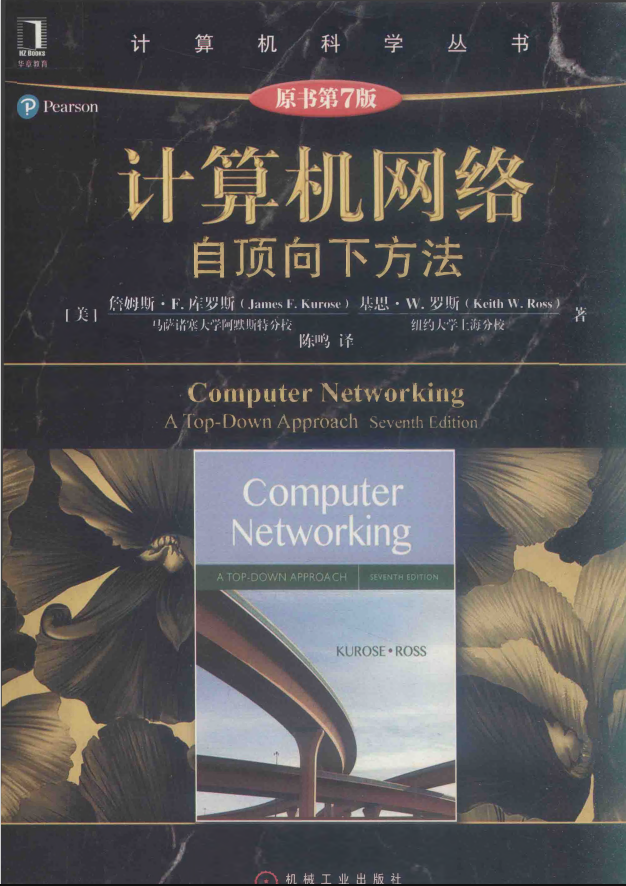 HZ Books
华章教育
计算机科学丛书
Pearson
原书第7版
计算机网络
自顶向下方法
[美] 詹姆斯·F. 库罗斯(James F. Kurose) 基思·W. 罗斯(Keith W. Ross) 著
马萨诸塞大学阿默斯特分校 纽约大学上海分校
陈鸣 译
Computer Networking
A Top-Down Approach Seventh Edition
Computer
Networking
A TOP-DOWN APPROACH SEVENTH EDITION
KUROSE • ROSS
机械工业出版社